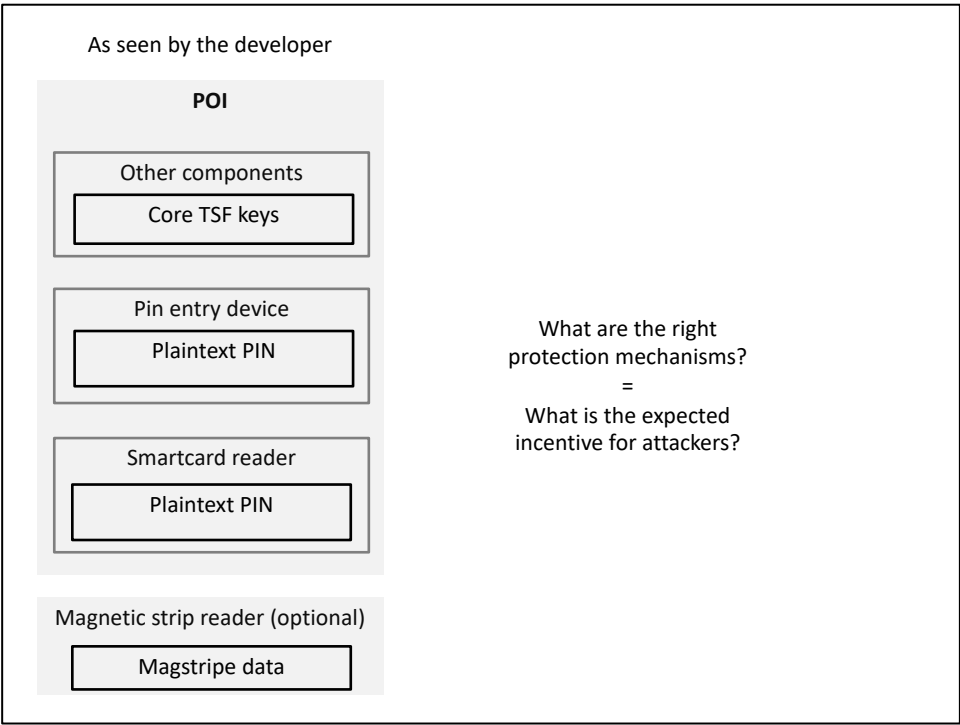 As seen by the developer
POI
Other components
Core TSF keys
Pin entry device
Plaintext PIN
Smartcard reader
Plaintext PIN
Magnetic strip reader (optional)
Magstripe data
What are the right
protection mechanisms?
=
What is the expected
incentive for attackers?